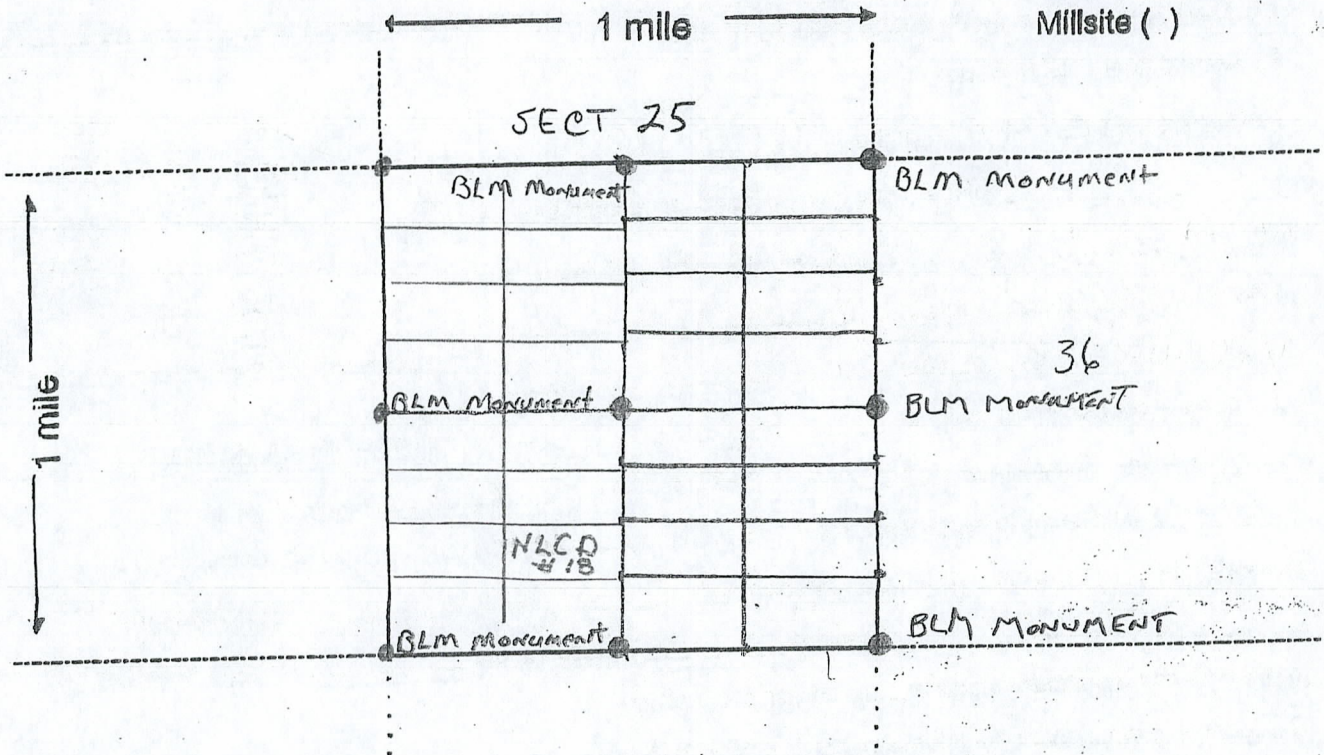 1 mile
Millsite ( )
SECT 25
BLM Monument
BLM Monument
1 mile
36
BLM Monument
BLM MONUMENT
NLCD
#18
BLM Monument
BLM MONUMENT